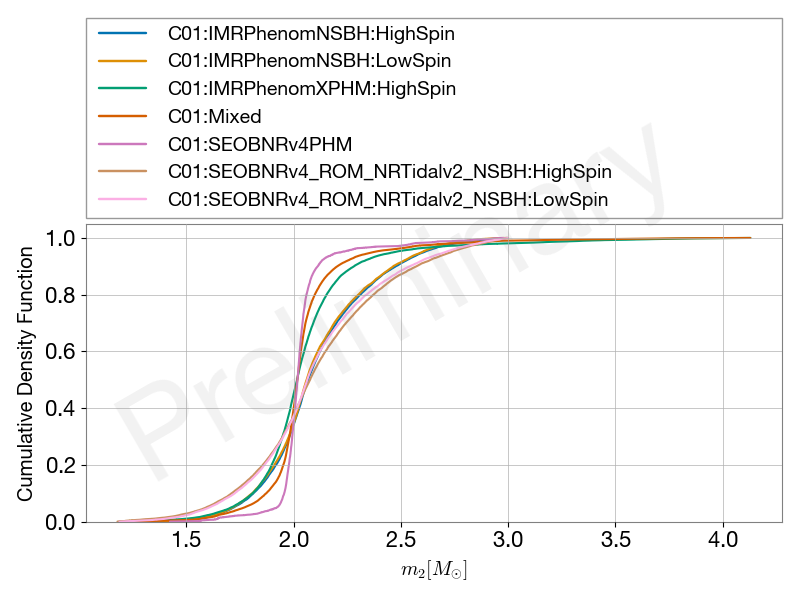 C01:IMRPhenomNSBH:HighSpin
C01:IMRPhenomNSBH:LowSpin
C01:IMRPhenomXPHM:HighSpin
C01:Mixed
C01:SEOBNRv4PHM
C01:SEOBNRv4_ROM_NRTidalv2_NSBH:HighSpin
C01:SEOBNRv4_ROM_NRTidalv2_NSBH:LowSpin
Preliminary
Cumulative Density Function
1.0
0.8
0.6
0.4
0.2
0.0
1.5 2.0 2.5 3.0 3.5 4.0
m₂[M☉]